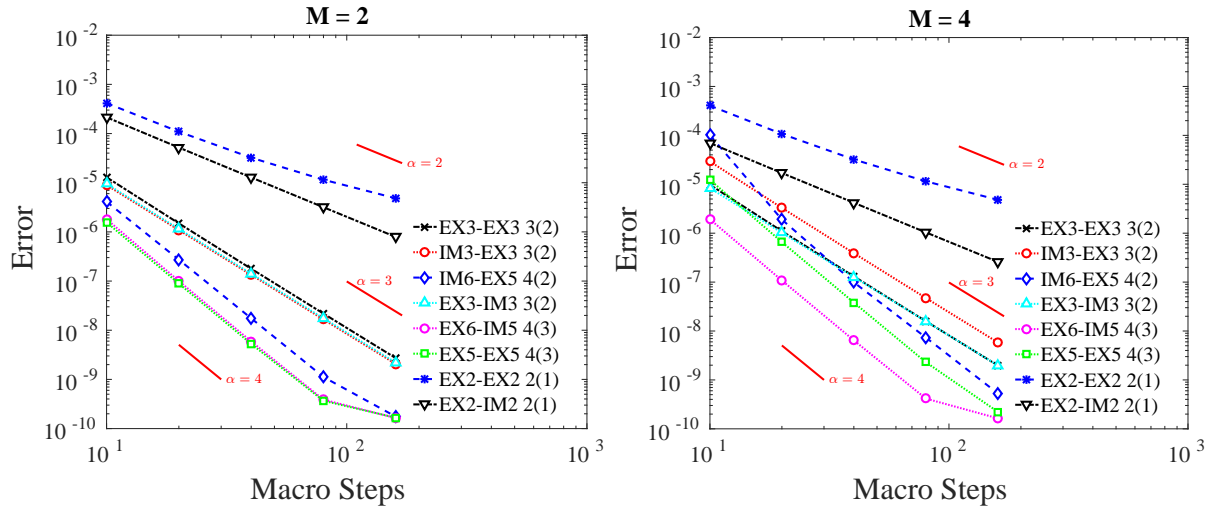 M = 2
10^-2
10^-3
10^-4
10^-5
10^-6
10^-7
10^-8
10^-9
10^-10
Error
α = 2
α = 3
α = 4
EX3-EX3 3(2)
IM3-EX3 3(2)
IM6-EX5 4(2)
EX3-IM3 3(2)
EX6-IM5 4(3)
EX5-EX5 4(3)
EX2-EX2 2(1)
EX2-IM2 2(1)
10^1
10^2
10^3
Macro Steps
M = 4
10^-2
10^-3
10^-4
10^-5
10^-6
10^-7
10^-8
10^-9
10^-10
Error
α = 2
α = 3
α = 4
EX3-EX3 3(2)
IM3-EX3 3(2)
IM6-EX5 4(2)
EX3-IM3 3(2)
EX6-IM5 4(3)
EX5-EX5 4(3)
EX2-EX2 2(1)
EX2-IM2 2(1)
10^1
10^2
10^3
Macro Steps